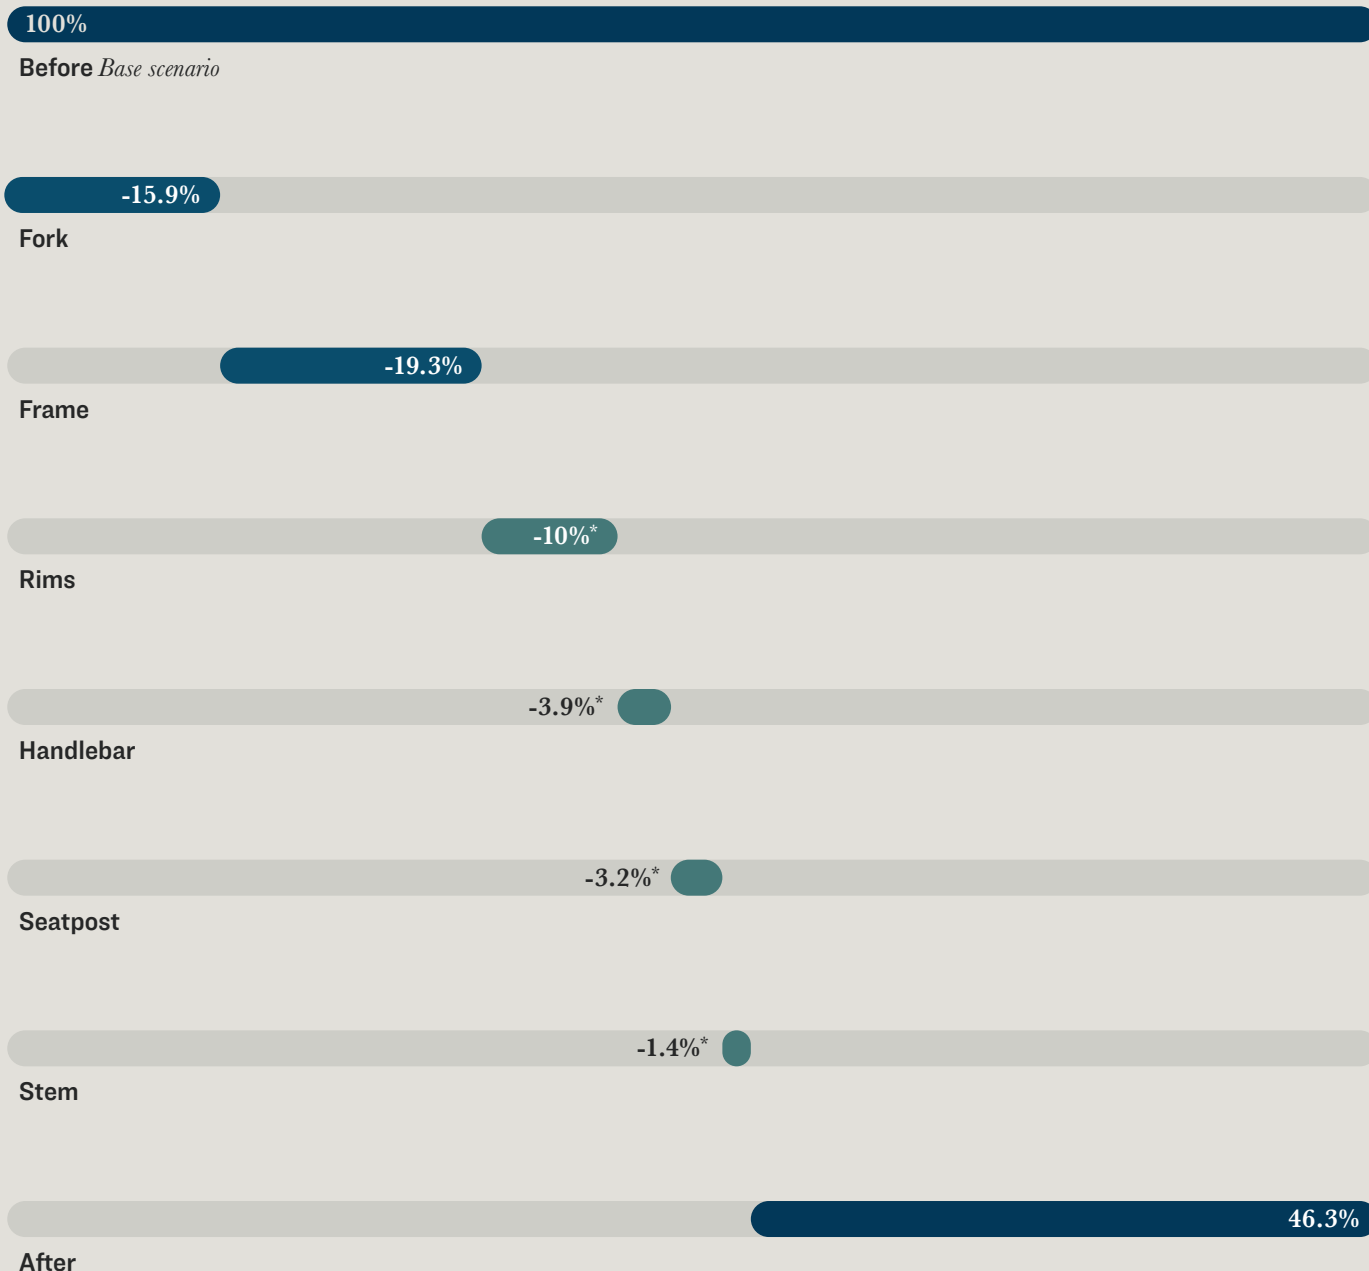 100%
Before Base scenario
-15.9%
Fork
-19.3%
Frame
-10%*
Rims
-3.9%*
Handlebar
-3.2%*
Seatpost
-1.4%*
Stem
46.3%
After